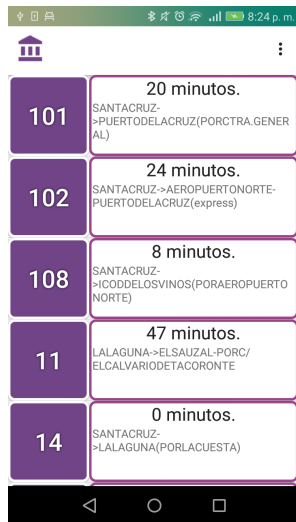 8:24 p. m.
20 minutos.
101
SANTACRUZ-
>PUERTODELACRUZ(PORCTRA.GENER
AL)
24 minutos.
102
SANTACRUZ->AEROPUERTONORTE-
PUERTODELACRUZ(express)
8 minutos.
108
SANTACRUZ-
>ICODDELOSVINOS(PORAEROPUERTO
NORTE)
47 minutos.
11
LALAGUNA->ELSAUZAL-PORC/
ELCALVARIODETACORONTE
0 minutos.
14
SANTACRUZ-
>LALAGUNA(PORLACUESTA)